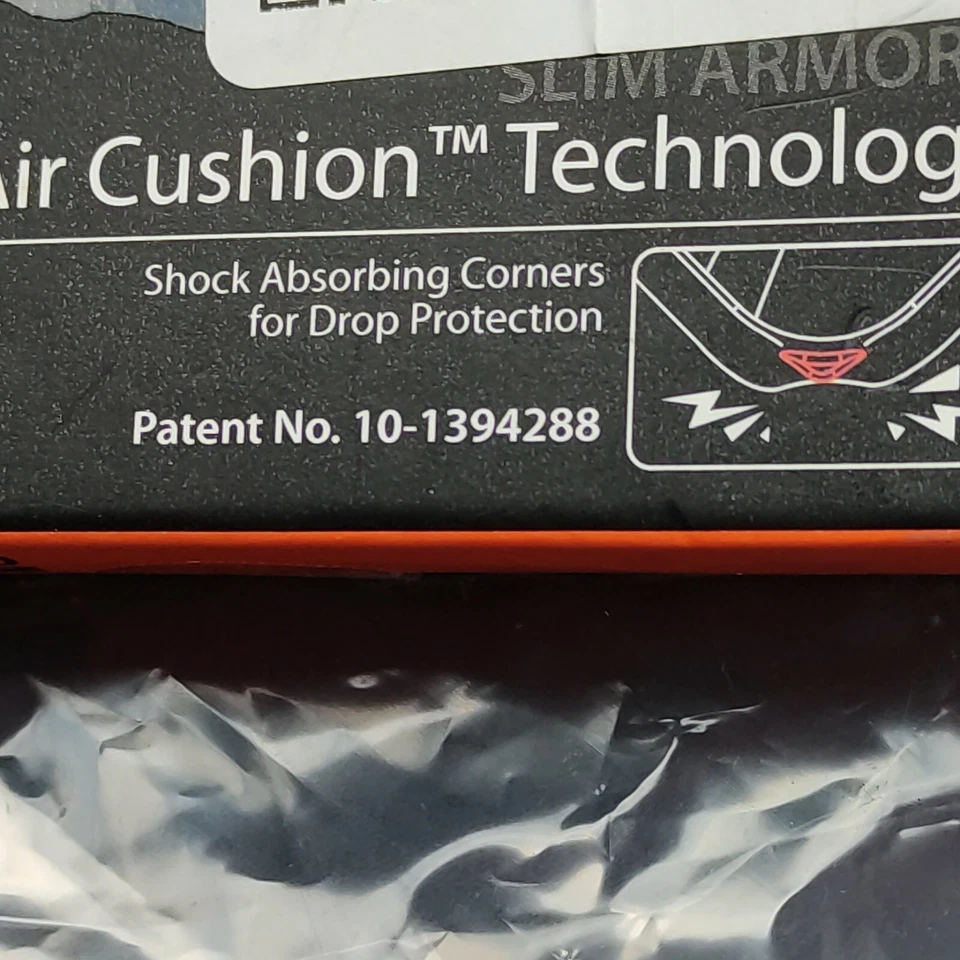 SLIM ARMOR
Air Cushion™ Technolog
Shock Absorbing Corners
for Drop Protection
Patent No. 10-1394288